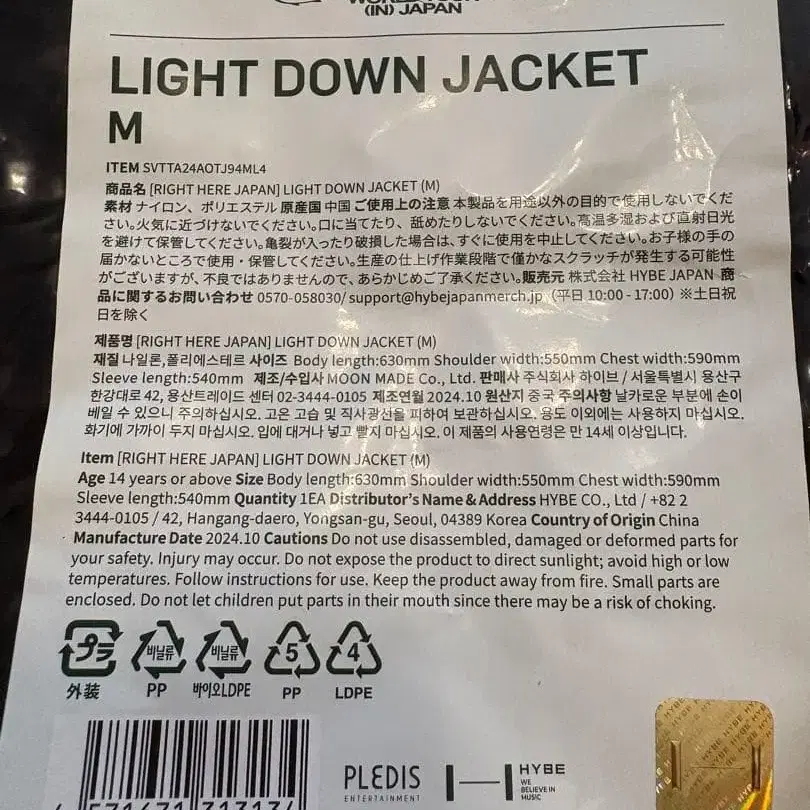 (IN) JAPAN
LIGHT DOWN JACKET
M
ITEM SVTTA24AOTJ94ML4
商品名 [RIGHT HERE JAPAN] LIGHT DOWN JACKET (M)
素材 ナイロン、ポリエステル 原産国 中国 ご使用上の注意 本製品を用途以外の目的で使用しないでくだ
さい。火気に近づけないでください。口に当てたり、舐めたりしないでください。高温多湿および直射日光
を避けて保管してください。亀裂が入ったり破損した場合は、すぐに使用を中止してください。お子様の手の
届かないところで使用・保管してください。生産の仕上げ作業段階で僅かなスクラッチが発生する可能性
がございますが、不良ではありませんので、あらかじめご了承ください。販売元 株式会社 HYBE JAPAN 商
品に関するお問い合わせ 0570-058030/ support@hybejapanmerch.jp (平日 10:00 - 17:00) ※土日祝
日を除く
제품명 [RIGHT HERE JAPAN] LIGHT DOWN JACKET (M)
재질 나일론,폴리에스테르 사이즈 Body length:630mm Shoulder width:550mm Chest width:590mm
Sleeve length:540mm 제조/수입사 MOON MADE Co., Ltd. 판매사 주식회사 하이브 / 서울특별시 용산구
한강대로 42, 용산트레이드 센터 02-3444-0105 제조연월 2024.10 원산지 중국 주의사항 날카로운 부분에 손이
베일 수 있으니 주의하십시오. 고온 고습 및 직사광선을 피하여 보관하십시오. 용도 이외에는 사용하지 마십시오.
화기에 가까이 두지 마십시오. 입에 대거나 넣고 빨지 마십시오. 이 제품의 사용연령은 만 14세 이상입니다.
Item [RIGHT HERE JAPAN] LIGHT DOWN JACKET (M)
Age 14 years or above Size Body length:630mm Shoulder width:550mm Chest width:590mm
Sleeve length:540mm Quantity 1EA Distributor's Name & Address HYBE CO., Ltd / +82 2
3444-0105 / 42, Hangang-daero, Yongsan-gu, Seoul, 04389 Korea Country of Origin China
Manufacture Date 2024.10 Cautions Do not use disassembled, damaged or deformed parts for
your safety. Injury may occur. Do not expose the product to direct sunlight; avoid high or low
temperatures. Follow instructions for use. Keep the product away from fire. Small parts are
enclosed. Do not let children put parts in their mouth since there may be a risk of choking.
プラ 비닐류 비닐류 5 4
外装 PP 바이오LDPE PP LDPE
PLEDIS
ENTERTAINMENT
HYBE
WE
BELIEVE IN
MUSIC
HYBE HYBE